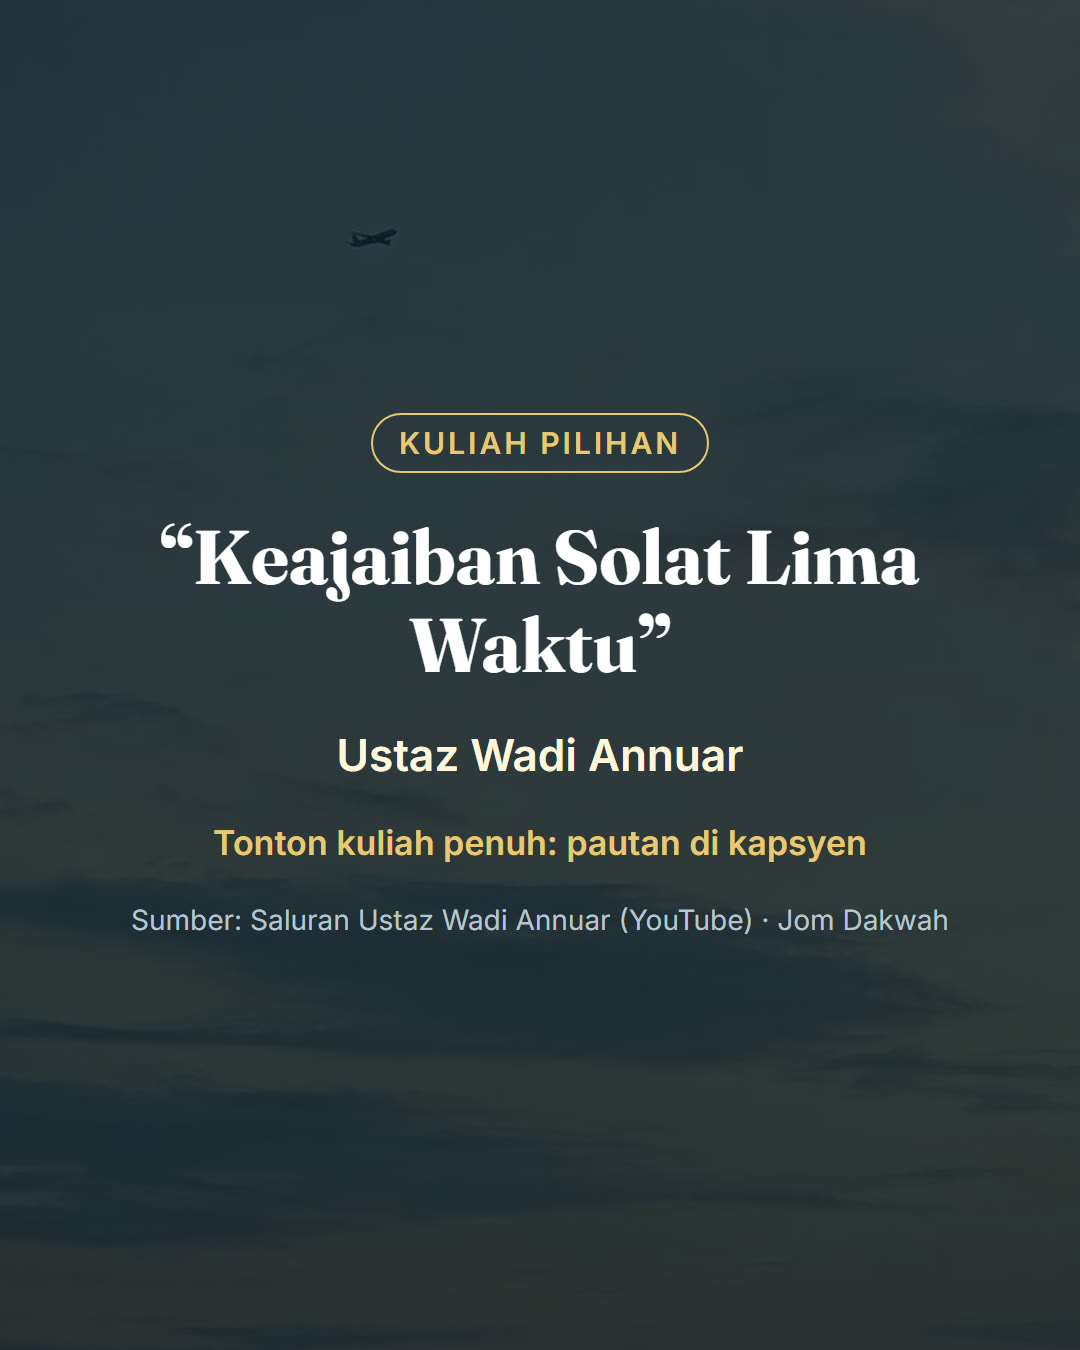 KULIAH PILIHAN
“Keajaiban Solat Lima
Waktu”
Ustaz Wadi Annuar
Tonton kuliah penuh: pautan di kapsyen
Sumber: Saluran Ustaz Wadi Annuar (YouTube) · Jom Dakwah